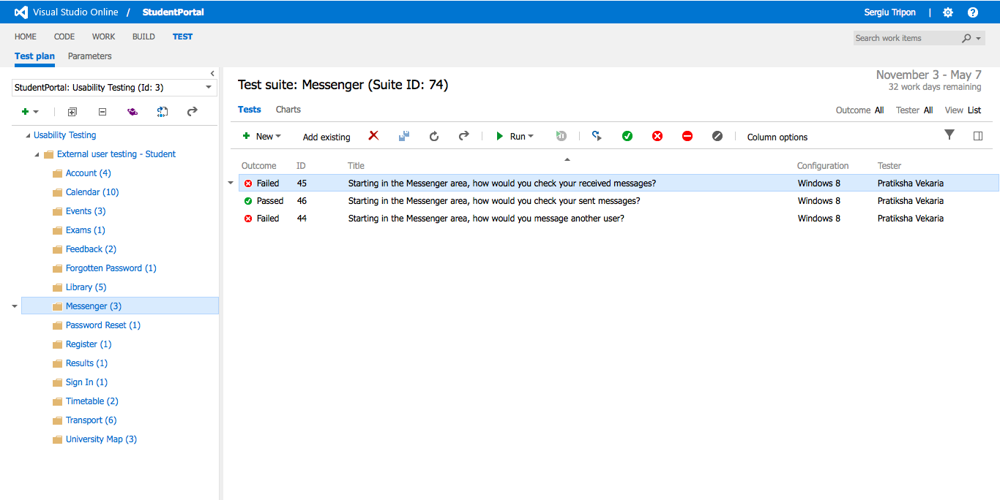 Visual Studio Online / StudentPortal
Sergiu Tripon |
HOME CODE WORK BUILD TEST
Search work items
Test plan Parameters
StudentPortal: Usability Testing (Id: 3)
Usability Testing
External user testing - Student
Account (4)
Calendar (10)
Events (3)
Exams (1)
Feedback (2)
Forgotten Password (1)
Library (5)
Messenger (3)
Password Reset (1)
Register (1)
Results (1)
Sign In (1)
Timetable (2)
Transport (6)
University Map (3)
Test suite: Messenger (Suite ID: 74)
November 3 - May 7
32 work days remaining
Tests Charts
Outcome All Tester All View List
New Add existing Run Column options
Outcome ID Title Configuration Tester
Failed 45 Starting in the Messenger area, how would you check your received messages? Windows 8 Pratiksha Vekaria
Passed 46 Starting in the Messenger area, how would you check your sent messages? Windows 8 Pratiksha Vekaria
Failed 44 Starting in the Messenger area, how would you message another user? Windows 8 Pratiksha Vekaria